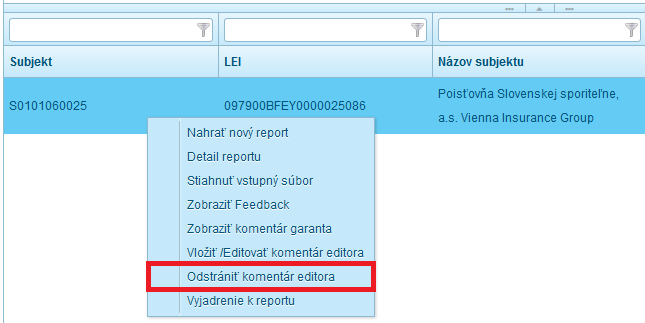 Subjekt LEI Názov subjektu
S0101060025 097900BFEY0000025086 Poisťovňa Slovenskej sporiteľne,
a.s. Vienna Insurance Group
Nahrať nový report
Detail reportu
Stiahnuť vstupný súbor
Zobraziť Feedback
Zobraziť komentár garanta
Vložiť /Editovať komentár editora
Odstrániť komentár editora
Vyjadrenie k reportu